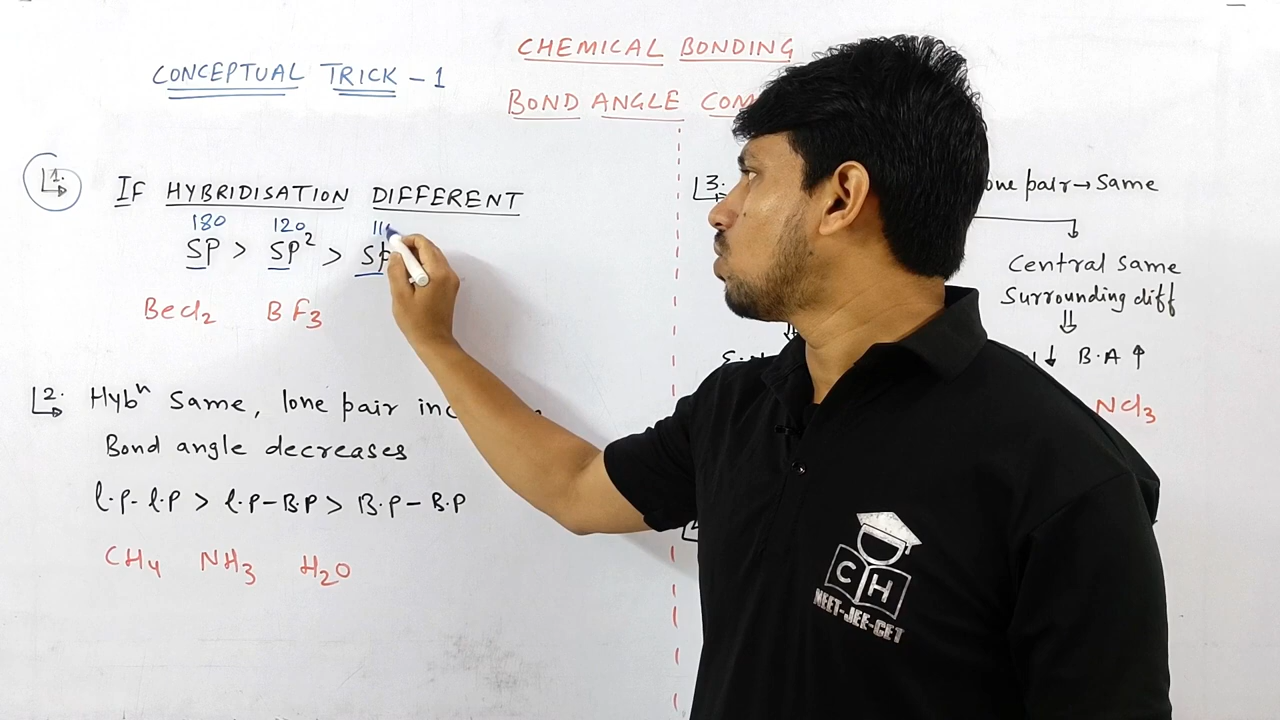 CHEMICAL BONDING
CONCEPTUAL TRICK - 1
BOND ANGLE
1.
IF HYBRIDISATION DIFFERENT
180 120
SP > SP² >
BeCl₂ BF₃
2. Hybⁿ Same, lone pair
Bond angle decreases
l.p-l.p > l.p-B.p > B.p-B.p
CH₄ NH₃ H₂O
3. lone pair → Same
Central Same
Surrounding diff
⇓
↓ B.A ↑
NCl₃
CH
NEET-JEE-CET